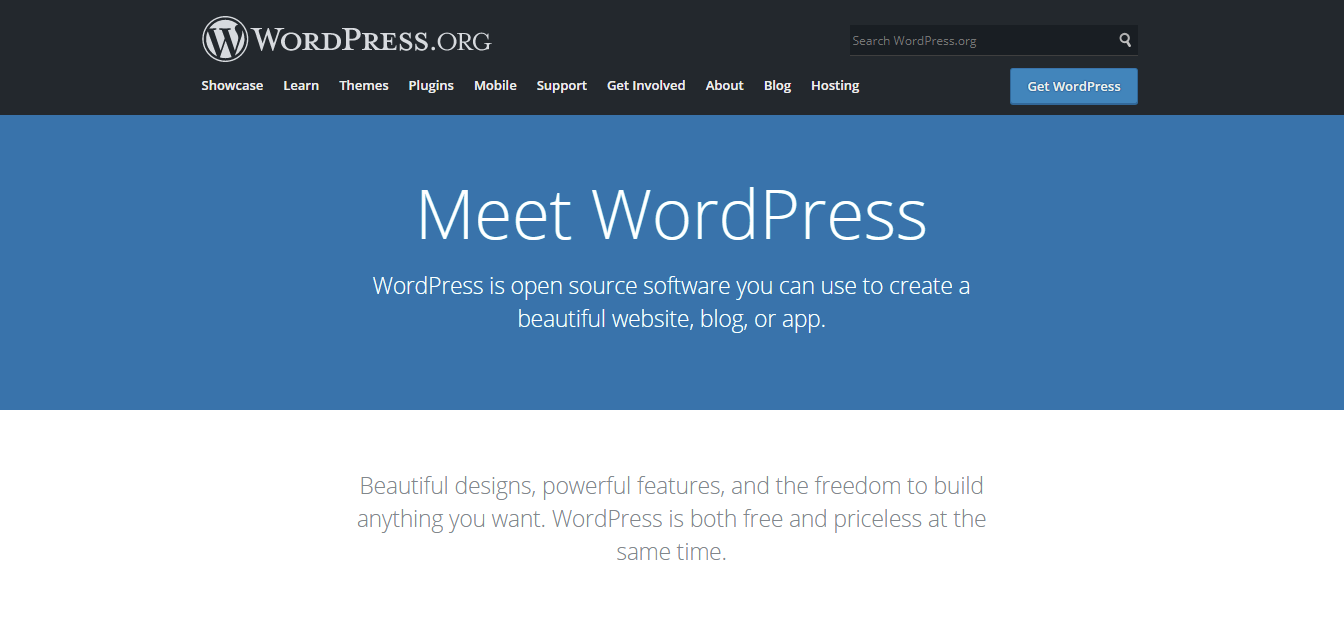 WORDPRESS.ORG
Search WordPress.org
Showcase Learn Themes Plugins Mobile Support Get Involved About Blog Hosting
Get WordPress
Meet WordPress
WordPress is open source software you can use to create a
beautiful website, blog, or app.
Beautiful designs, powerful features, and the freedom to build
anything you want. WordPress is both free and priceless at the
same time.